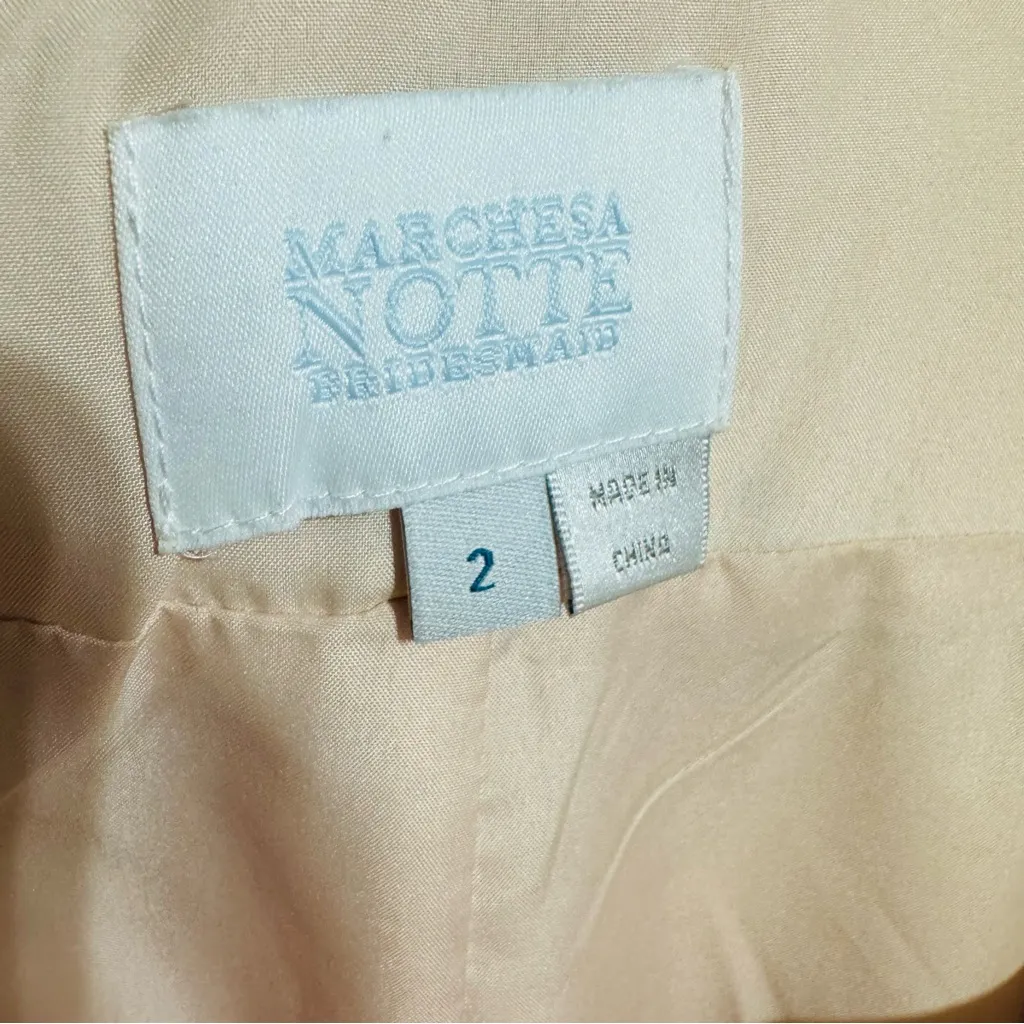 MARCHESA
NOTTE
BRIDESMAID
2
MADE IN
CHINA